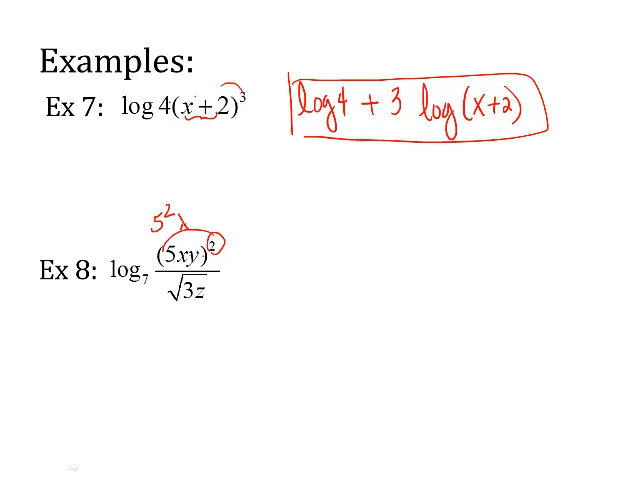 Examples:
Ex 7: log 4(x + 2)³ log 4 + 3 log (x+2)
5² x
Ex 8: log₇ (5xy)² / √3z